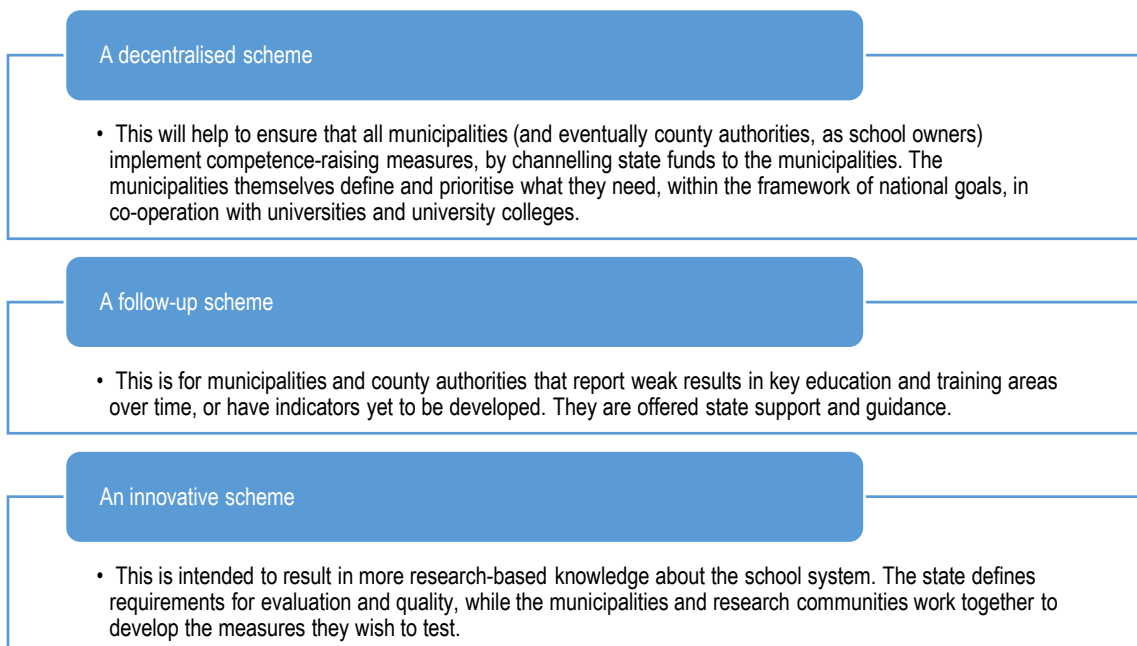 A decentralised scheme
• This will help to ensure that all municipalities (and eventually county authorities, as school owners)
implement competence-raising measures, by channelling state funds to the municipalities. The
municipalities themselves define and prioritise what they need, within the framework of national goals, in
co-operation with universities and university colleges.
A follow-up scheme
• This is for municipalities and county authorities that report weak results in key education and training areas
over time, or have indicators yet to be developed. They are offered state support and guidance.
An innovative scheme
• This is intended to result in more research-based knowledge about the school system. The state defines
requirements for evaluation and quality, while the municipalities and research communities work together to
develop the measures they wish to test.